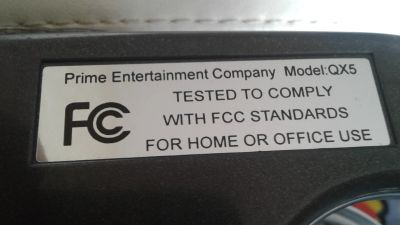 Prime Entertainment Company Model:QX5
FC TESTED TO COMPLY
WITH FCC STANDARDS
FOR HOME OR OFFICE USE